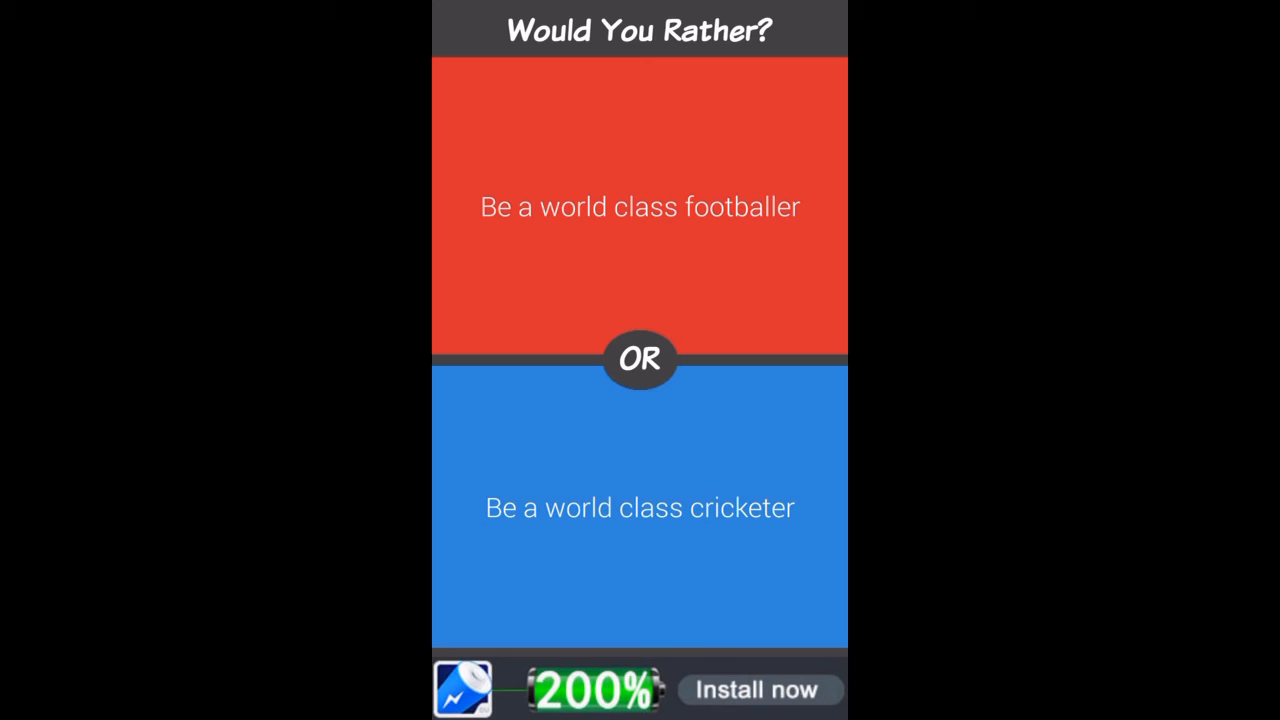 Would You Rather?
Be a world class footballer
OR
Be a world class cricketer
200%
Install now